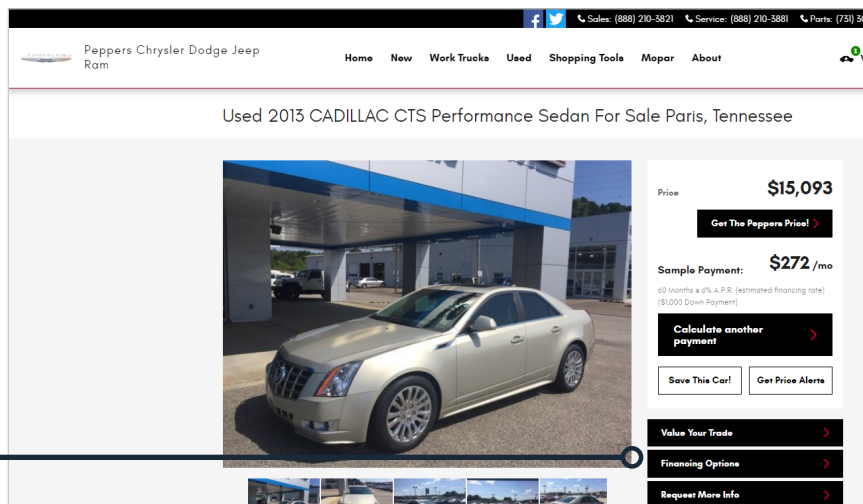 Sales: (888) 210-3821 Service: (888) 210-3881 Parts: (731) 30
CHRYSLER
Peppers Chrysler Dodge Jeep
Ram
Home New Work Trucks Used Shopping Tools Mopar About
1
V
Used 2013 CADILLAC CTS Performance Sedan For Sale Paris, Tennessee
Price $15,093
Get The Peppers Price!
Sample Payment: $272 /mo
60 Months @ 6% A.P.R. (estimated financing rate)
($1,000 Down Payment)
Calculate another
payment
Save This Car! Get Price Alerts
Value Your Trade
Financing Options
Request More Info